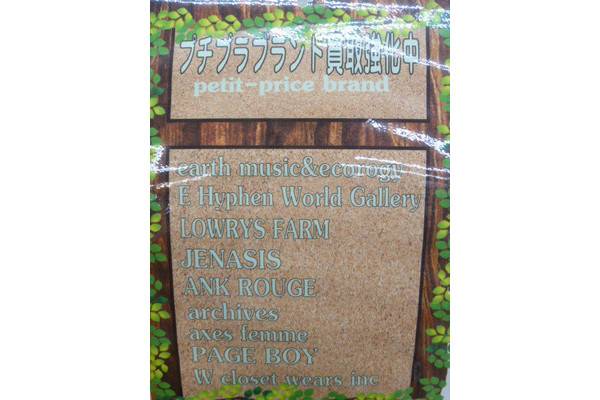 プチプラブランド買取強化中
petit-price brand
earth music&ecorogy
E Hyphen World Gallery
LOWRYS FARM
JENASIS
ANK ROUGE
archives
axes femme
PAGE BOY
W closet wears inc